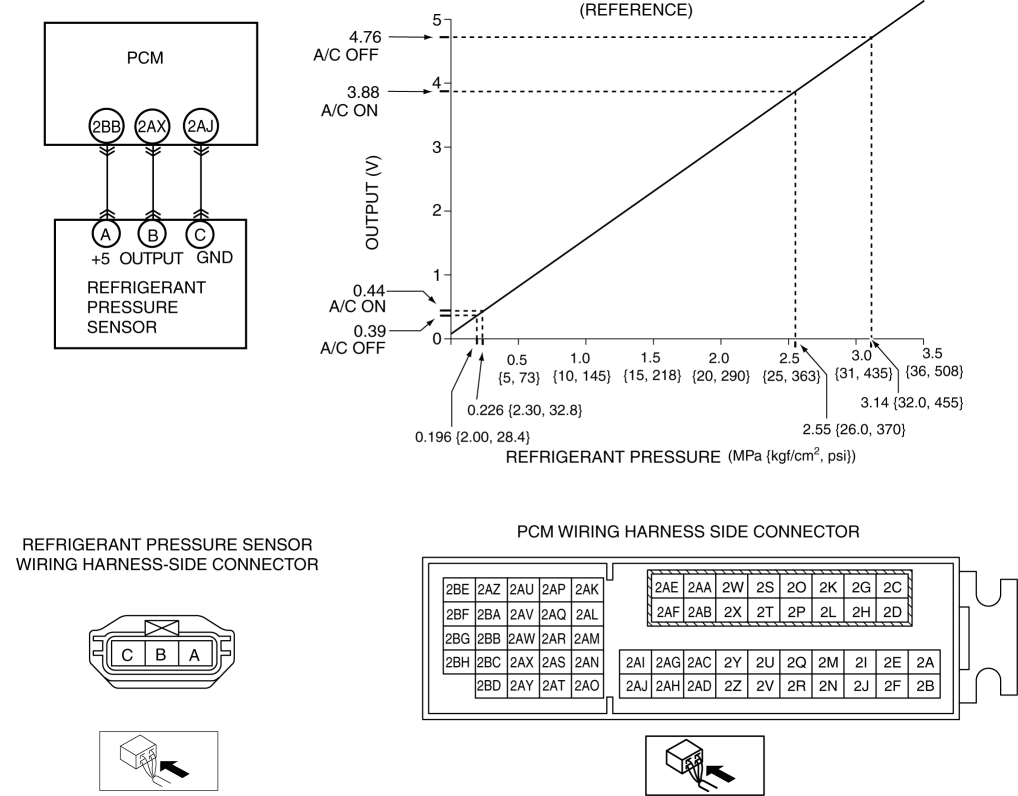 PCM
2BB 2AX 2AJ
A B C
+5 OUTPUT GND
REFRIGERANT
PRESSURE
SENSOR
(REFERENCE)
OUTPUT (V)
5
4.76
A/C OFF
4
3.88
A/C ON
3
2
1
0.44
A/C ON
0.39
A/C OFF
0
0.5 1.0 1.5 2.0 2.5 3.0 3.5
{5, 73} {10, 145} {15, 218} {20, 290} {25, 363} {31, 435} {36, 508}
0.226 {2.30, 32.8}
3.14 {32.0, 455}
0.196 {2.00, 28.4}
2.55 {26.0, 370}
REFRIGERANT PRESSURE (MPa {kgf/cm², psi})
REFRIGERANT PRESSURE SENSOR
WIRING HARNESS-SIDE CONNECTOR
C B A
PCM WIRING HARNESS SIDE CONNECTOR
2BE 2AZ 2AU 2AP 2AK
2BF 2BA 2AV 2AQ 2AL
2BG 2BB 2AW 2AR 2AM
2BH 2BC 2AX 2AS 2AN
2BD 2AY 2AT 2AO
2AE 2AA 2W 2S 2O 2K 2G 2C
2AF 2AB 2X 2T 2P 2L 2H 2D
2AI 2AG 2AC 2Y 2U 2Q 2M 2I 2E 2A
2AJ 2AH 2AD 2Z 2V 2R 2N 2J 2F 2B